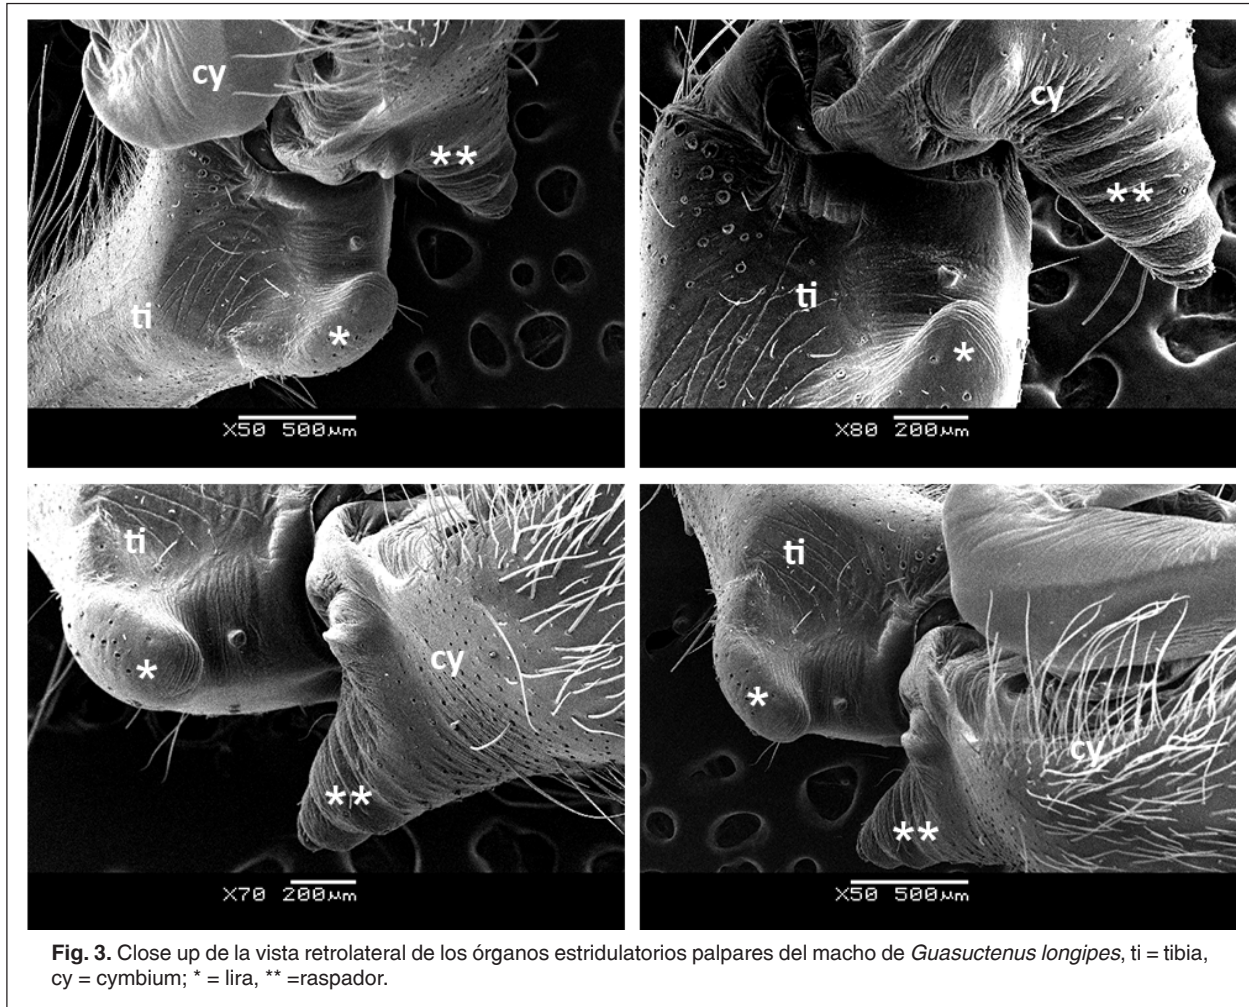 cy
**
ti
*
X50 500µm
cy
**
ti
*
X80 200µm
ti
*
cy
**
X70 200µm
ti
*
cy
**
X50 500µm
Fig. 3. Close up de la vista retrolateral de los órganos estridulatorios palpares del macho de Guasuctenus longipes, ti = tibia,
cy = cymbium; * = lira, ** =raspador.